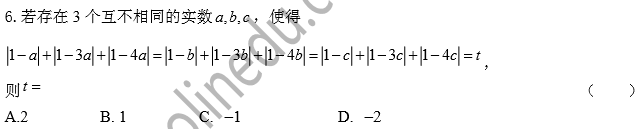 6. 若存在 3 个互不相同的实数 a,b,c ，使得
|1−a|+|1−3a|+|1−4a|=|1−b|+|1−3b|+|1−4b|=|1−c|+|1−3c|+|1−4c|=t ，
则 t = （　　）
A.2　　B. 1　　C. −1　　D. −2
olinedu.c